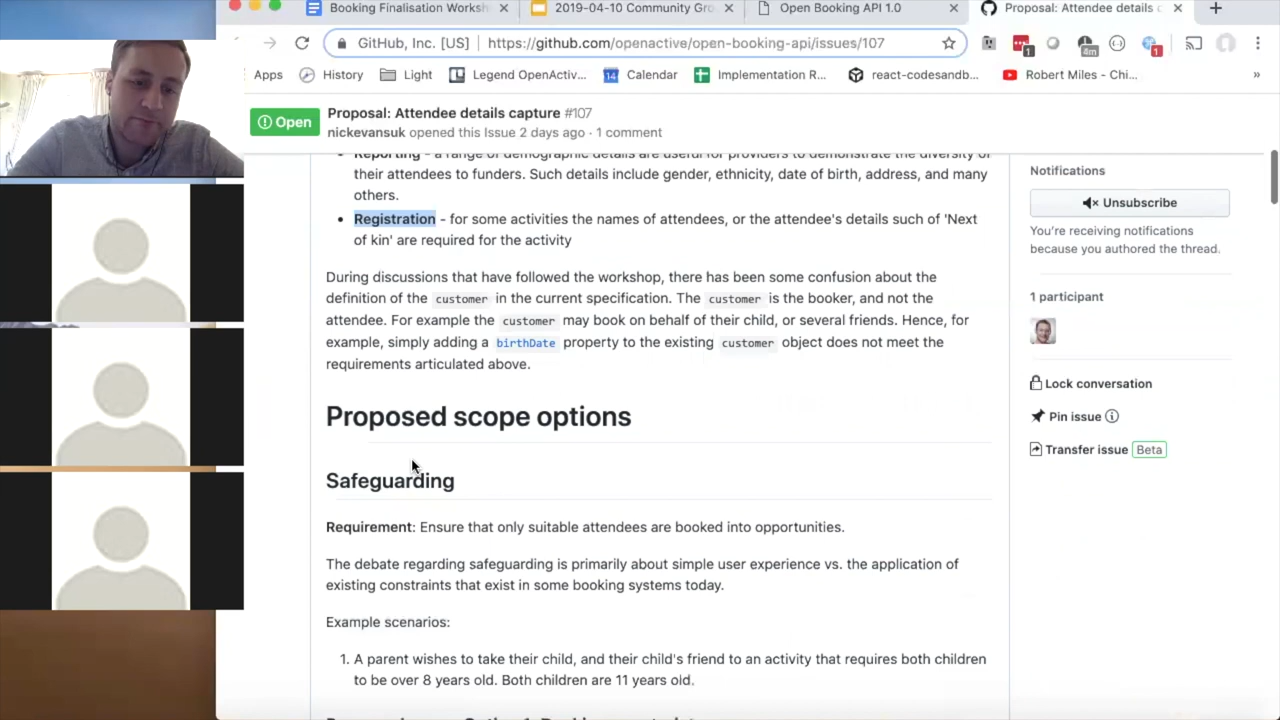 Booking Finalisation Worksh
2019-04-10 Community Gro
Open Booking API 1.0
Proposal: Attendee details c
GitHub, Inc. [US]
https://github.com/openactive/open-booking-api/issues/107
1
4m
1
Apps
History
Light
Legend OpenActiv...
14
Calendar
Implementation R...
react-codesandb...
Robert Miles - Chi...
»
Open
Proposal: Attendee details capture #107
nickevansuk opened this Issue 2 days ago · 1 comment
Reporting - a range of demographic details are useful for providers to demonstrate the diversity of
their attendees to funders. Such details include gender, ethnicity, date of birth, address, and many
others.
Registration - for some activities the names of attendees, or the attendee's details such of 'Next
of kin' are required for the activity
During discussions that have followed the workshop, there has been some confusion about the
definition of the customer in the current specification. The customer is the booker, and not the
attendee. For example the customer may book on behalf of their child, or several friends. Hence, for
example, simply adding a birthDate property to the existing customer object does not meet the
requirements articulated above.
Proposed scope options
Safeguarding
Requirement: Ensure that only suitable attendees are booked into opportunities.
The debate regarding safeguarding is primarily about simple user experience vs. the application of
existing constraints that exist in some booking systems today.
Example scenarios:
1. A parent wishes to take their child, and their child's friend to an activity that requires both children
to be over 8 years old. Both children are 11 years old.
Notifications
Unsubscribe
You're receiving notifications
because you authored the thread.
1 participant
Lock conversation
Pin issue
Transfer issue Beta